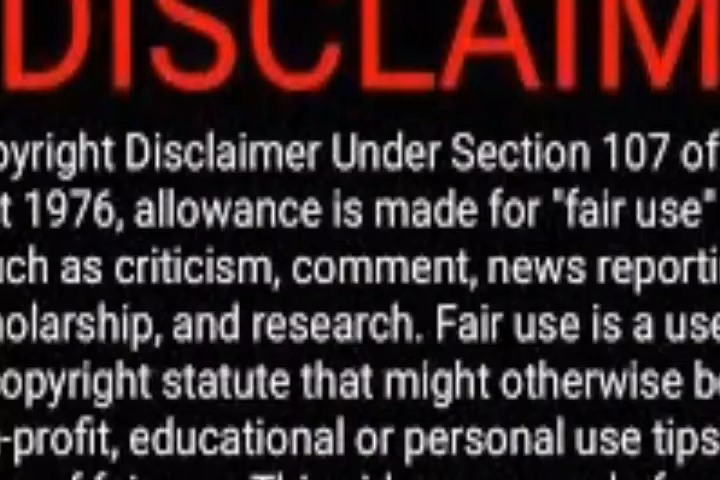 DISCLAIM
pyright Disclaimer Under Section 107 of
t 1976, allowance is made for "fair use"
uch as criticism, comment, news reporti
holarship, and research. Fair use is a use
opyright statute that might otherwise be
-profit, educational or personal use tips